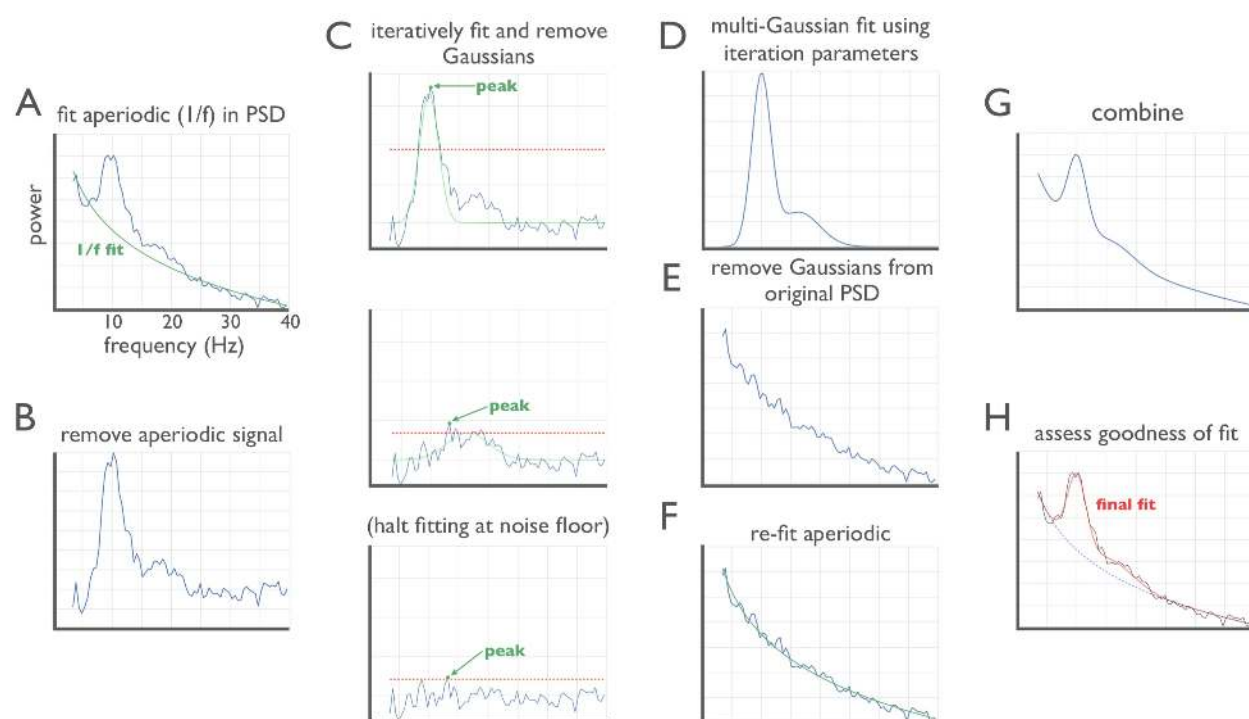 A
fit aperiodic (1/f) in PSD
power
1/f fit
10 20 30 40
frequency (Hz)
B
remove aperiodic signal
C
iteratively fit and remove
Gaussians
peak
peak
(halt fitting at noise floor)
peak
D
multi-Gaussian fit using
iteration parameters
E
remove Gaussians from
original PSD
F
re-fit aperiodic
G
combine
H
assess goodness of fit
final fit